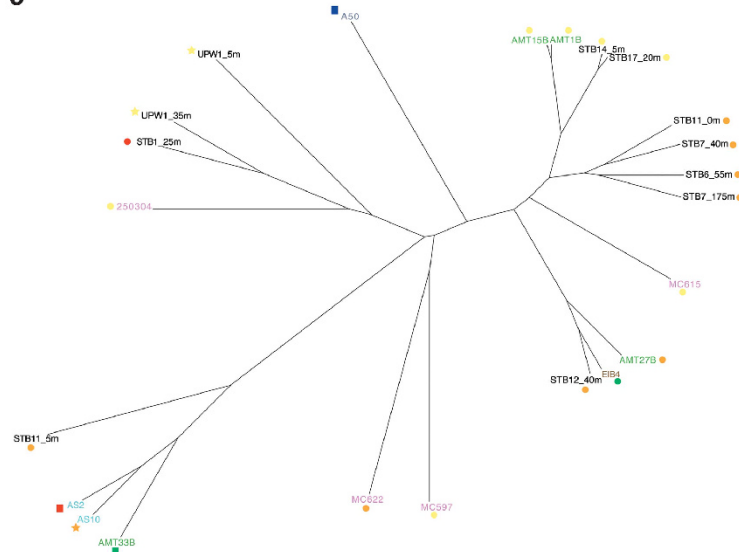 A50
UPW1_5m
AMT15B AMT1B
STB14_5m
STB17_20m
UPW1_35m
STB11_0m
STB1_25m
STB7_40m
STB6_55m
STB7_175m
250304
MC615
AMT27B
EIB4
STB12_40m
STB11_5m
AS2
AS10
MC622
MC597
AMT33B